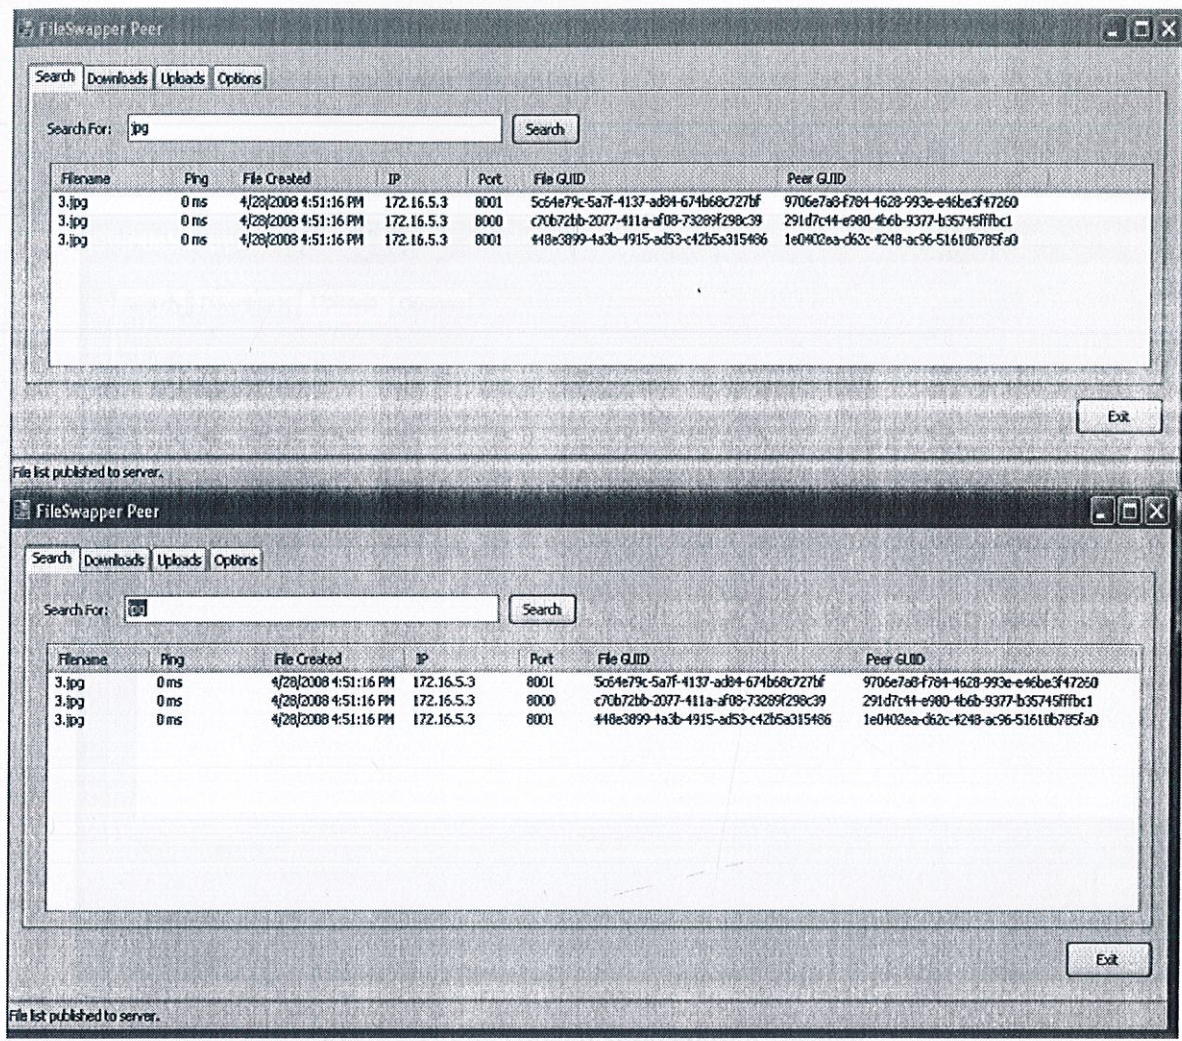 FileSwapper Peer
Search Downloads Uploads Options
Search For: jpg Search
Filename Ping File Created IP Port File GUID Peer GUID
3.jpg 0 ms 4/28/2008 4:51:16 PM 172.16.5.3 8001 5c64e79c-5a7f-4137-ad84-674b68c727bf 9706e7a8-f784-4628-993e-e46be3f47260
3.jpg 0 ms 4/28/2008 4:51:16 PM 172.16.5.3 8000 c70b72bb-2077-411a-af08-73289f298c39 291d7c44-e980-4b6b-9377-b35745fffbc1
3.jpg 0 ms 4/28/2008 4:51:16 PM 172.16.5.3 8001 448e3899-4a3b-4915-ad53-c42b5a315486 1e0402ea-d62c-4248-ac96-51610b785fa0
Exit
File list published to server.
FileSwapper Peer
Search Downloads Uploads Options
Search For: jpg Search
Filename Ping File Created IP Port File GUID Peer GUID
3.jpg 0 ms 4/28/2008 4:51:16 PM 172.16.5.3 8001 5c64e79c-5a7f-4137-ad84-674b68c727bf 9706e7a8-f784-4628-993e-e46be3f47260
3.jpg 0 ms 4/28/2008 4:51:16 PM 172.16.5.3 8000 c70b72bb-2077-411a-af08-73289f298c39 291d7c44-e980-4b6b-9377-b35745fffbc1
3.jpg 0 ms 4/28/2008 4:51:16 PM 172.16.5.3 8001 448e3899-4a3b-4915-ad53-c42b5a315486 1e0402ea-d62c-4248-ac96-51610b785fa0
Exit
File list published to server.